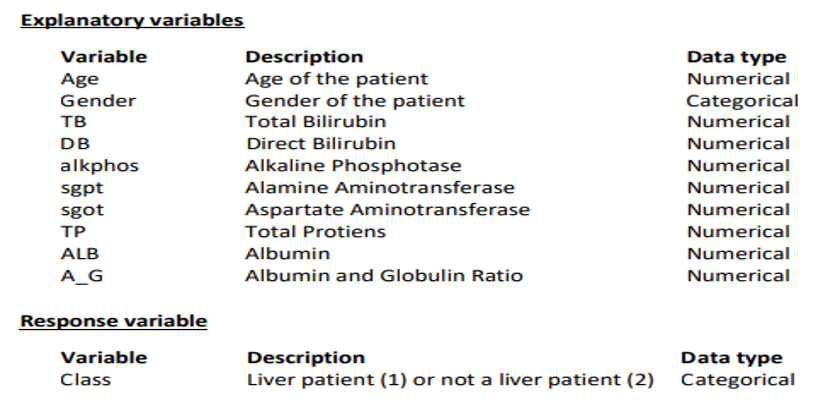 Explanatory variables
Variable Description Data type
Age Age of the patient Numerical
Gender Gender of the patient Categorical
TB Total Bilirubin Numerical
DB Direct Bilirubin Numerical
alkphos Alkaline Phosphotase Numerical
sgpt Alamine Aminotransferase Numerical
sgot Aspartate Aminotransferase Numerical
TP Total Protiens Numerical
ALB Albumin Numerical
A_G Albumin and Globulin Ratio Numerical
Response variable
Variable Description Data type
Class Liver patient (1) or not a liver patient (2) Categorical